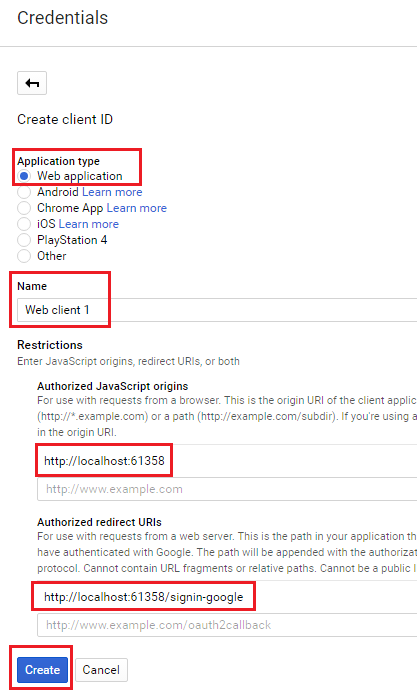 Credentials
Create client ID
Application type
Web application
Android Learn more
Chrome App Learn more
iOS Learn more
PlayStation 4
Other
Name
Web client 1
Restrictions
Enter JavaScript origins, redirect URIs, or both
Authorized JavaScript origins
For use with requests from a browser. This is the origin URI of the client applic
(http://*.example.com) or a path (http://example.com/subdir). If you're using a
in the origin URI.
http://localhost:61358
http://www.example.com
Authorized redirect URIs
For use with requests from a web server. This is the path in your application th
have authenticated with Google. The path will be appended with the authorizat
protocol. Cannot contain URL fragments or relative paths. Cannot be a public I
http://localhost:61358/signin-google
http://www.example.com/oauth2callback
Create Cancel